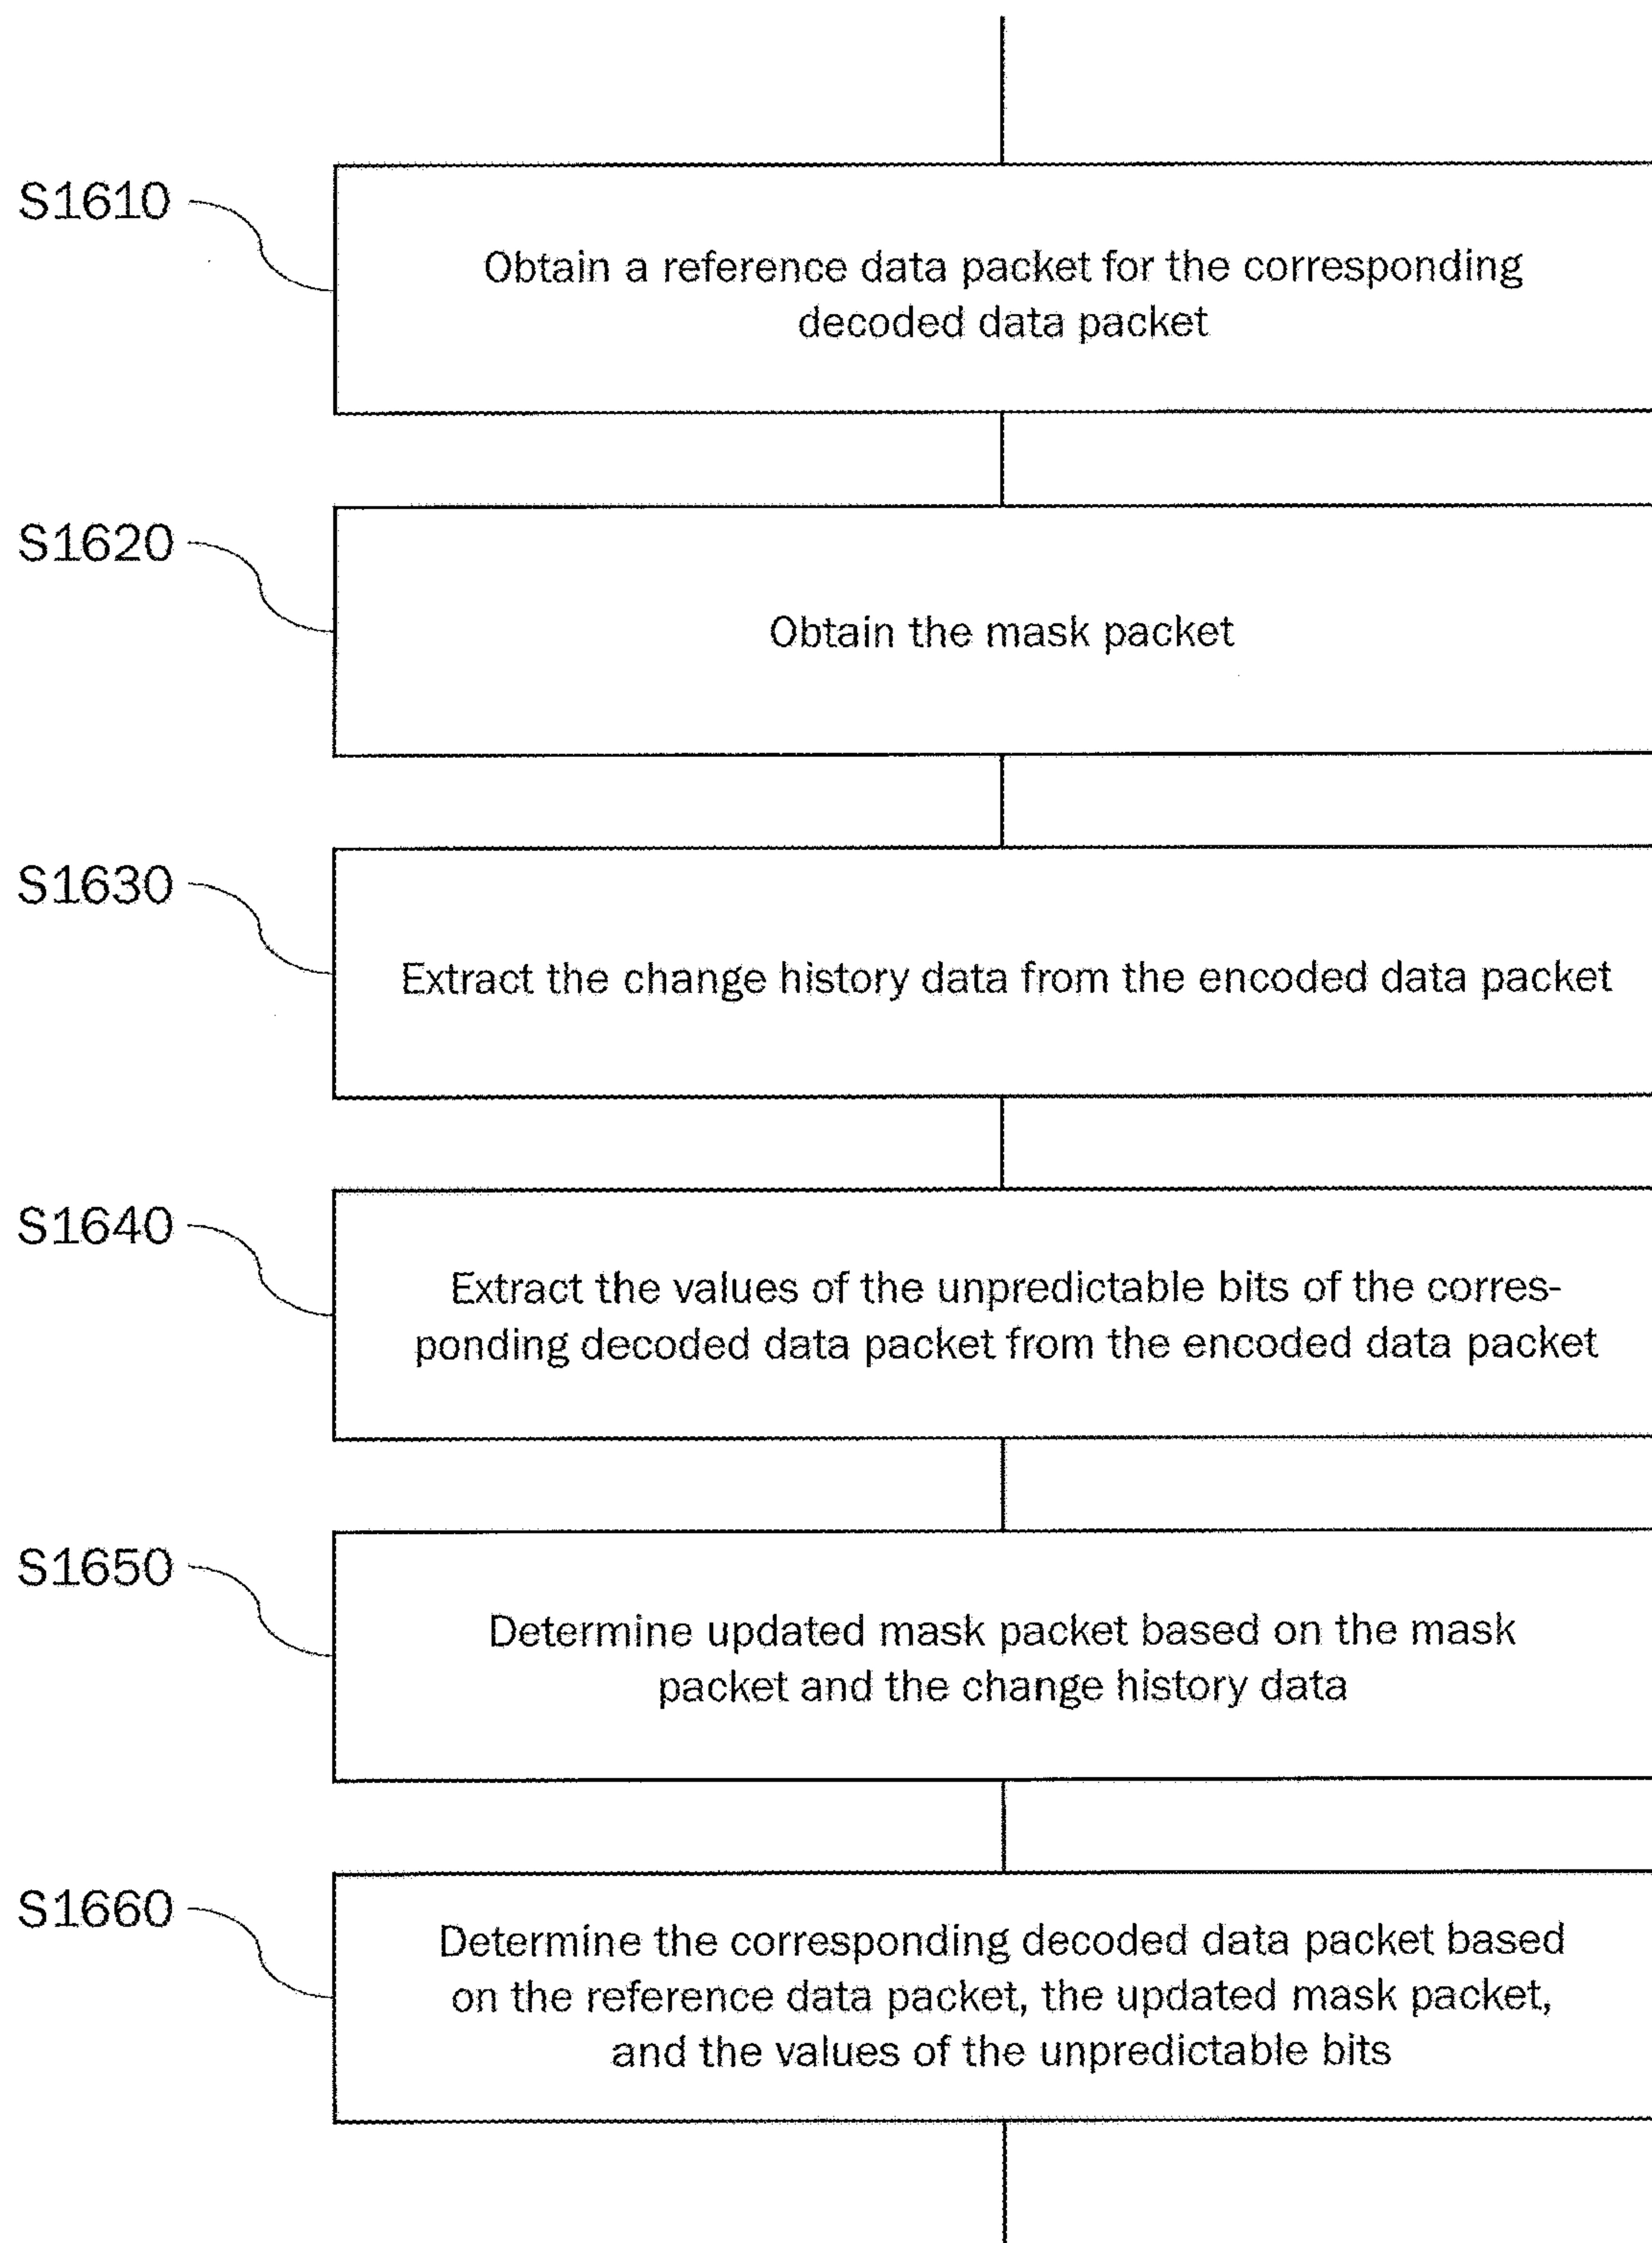 S1610
Obtain a reference data packet for the corresponding
decoded data packet
S1620
Obtain the mask packet
S1630
Extract the change history data from the encoded data packet
S1640
Extract the values of the unpredictable bits of the corres-
ponding decoded data packet from the encoded data packet
S1650
Determine updated mask packet based on the mask
packet and the change history data
S1660
Determine the corresponding decoded data packet based
on the reference data packet, the updated mask packet,
and the values of the unpredictable bits